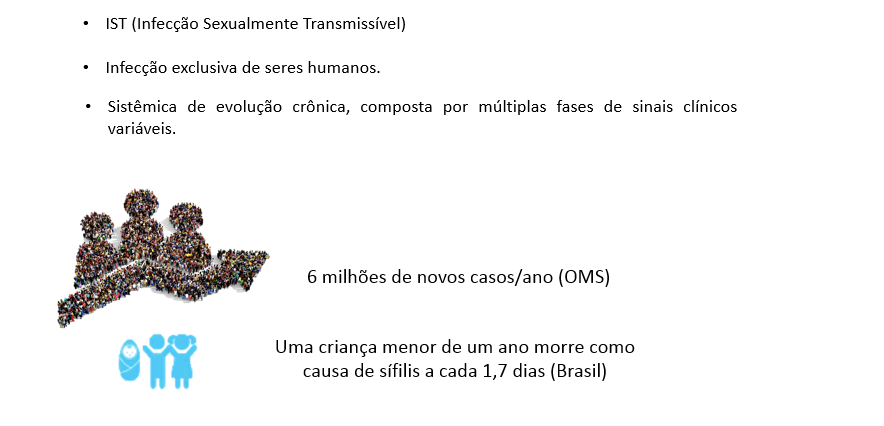 • IST (Infecção Sexualmente Transmissível)
• Infecção exclusiva de seres humanos.
• Sistêmica de evolução crônica, composta por múltiplas fases de sinais clínicos
variáveis.
6 milhões de novos casos/ano (OMS)
Uma criança menor de um ano morre como
causa de sífilis a cada 1,7 dias (Brasil)